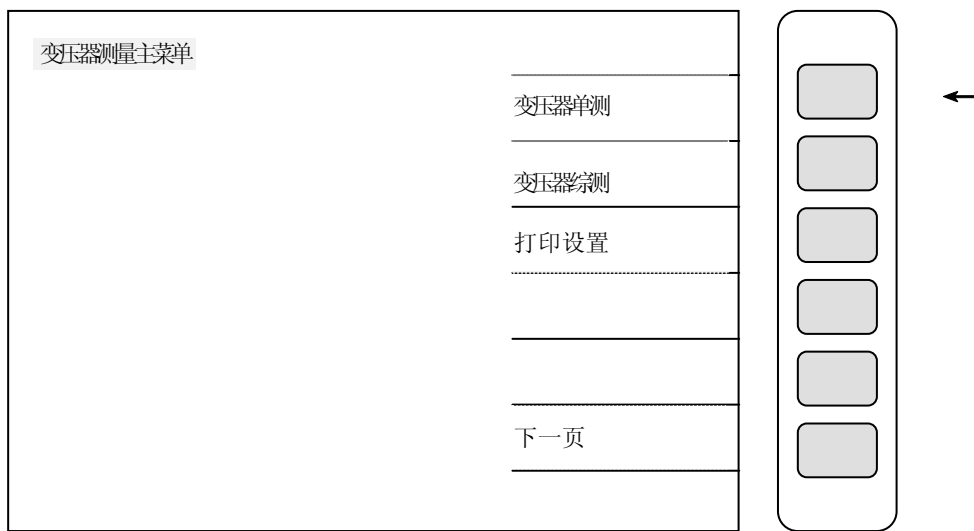 变压器测量主菜单
变压器单测
变压器综测
打印设置
下一页